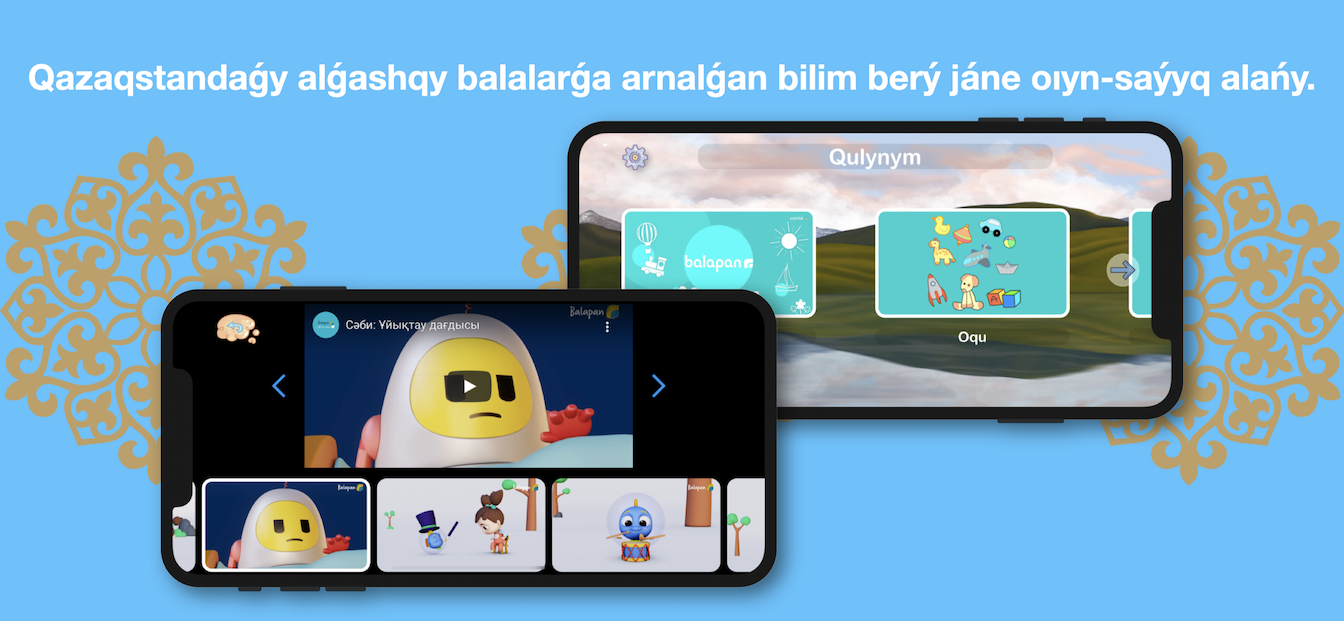 Qazaqstandaǵy alǵashqy balalarǵa arnalǵan bilim berý jáne oıyn-saýyq alańy.
Qulynym
balapan
Oqu
Сәби: Ұйықтау дағдысы
Balapan
Balapan
Balapan